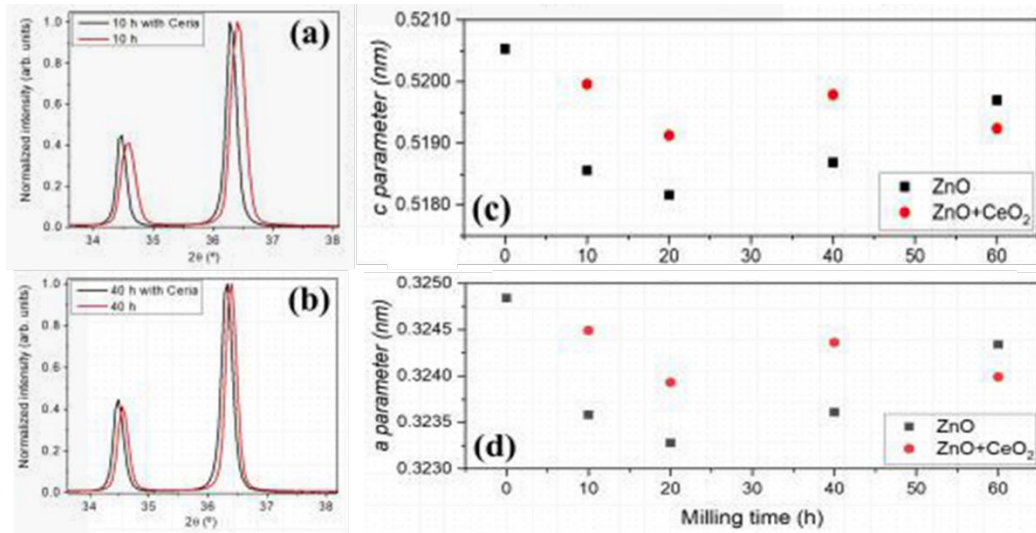 10 h with Ceria
10 h
(a)
Normalized intensity (arb. units)
1.0
0.8
0.6
0.4
0.2
0.0
34 35 36 37 38
2θ (°)
40 h with Ceria
40 h
(b)
Normalized intensity (arb. units)
1.0
0.8
0.6
0.4
0.2
0.0
34 35 36 37 38
2θ (°)
c parameter (nm)
0.5210
0.5200
0.5190
0.5180
(c)
ZnO
ZnO+CeO₂
0 10 20 30 40 50 60
a parameter (nm)
0.3250
0.3245
0.3240
0.3235
0.3230
(d)
ZnO
ZnO+CeO₂
0 10 20 30 40 50 60
Milling time (h)